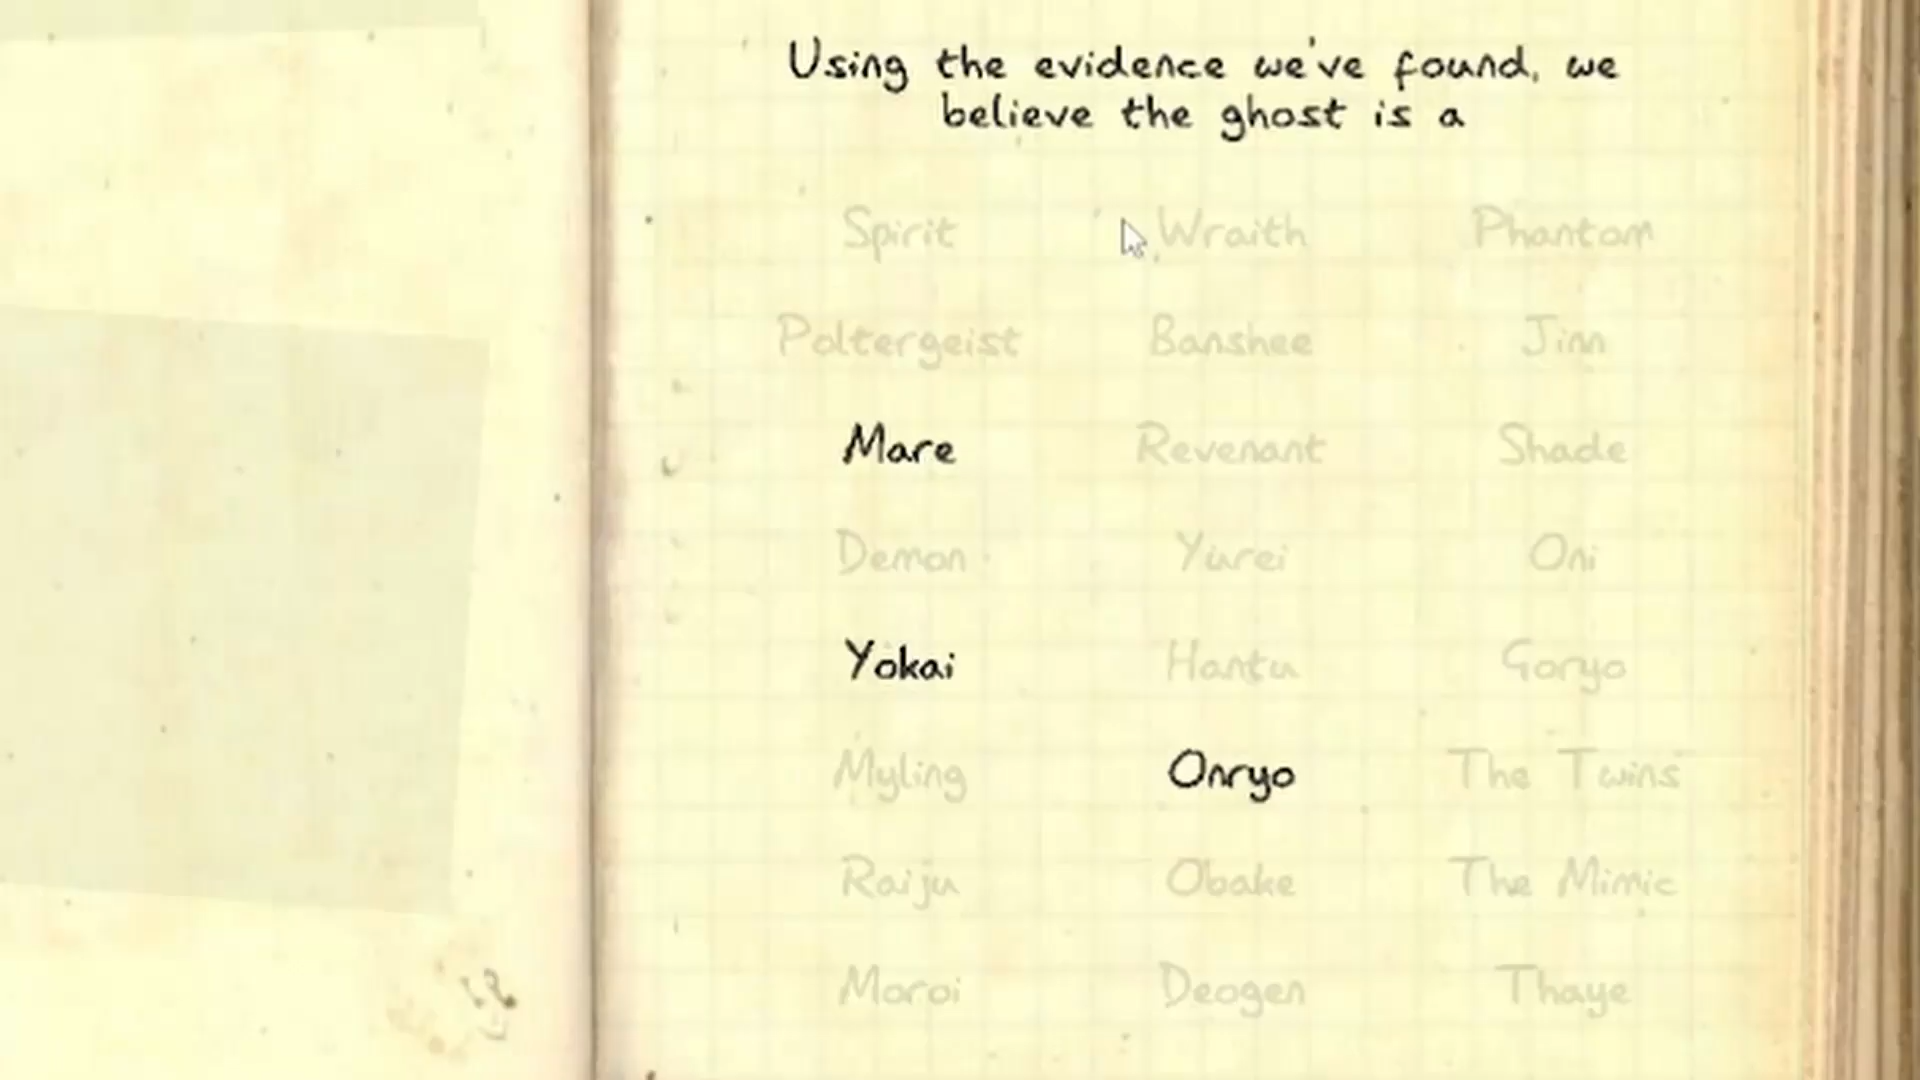 Using the evidence we've found, we
believe the ghost is a
Spirit Wraith Phantom
Poltergeist Banshee Jinn
Mare Revenant Shade
Demon Yurei Oni
Yokai Hantu Goryo
Myling Onryo The Twins
Raiju Obake The Mimic
Moroi Deogen Thaye